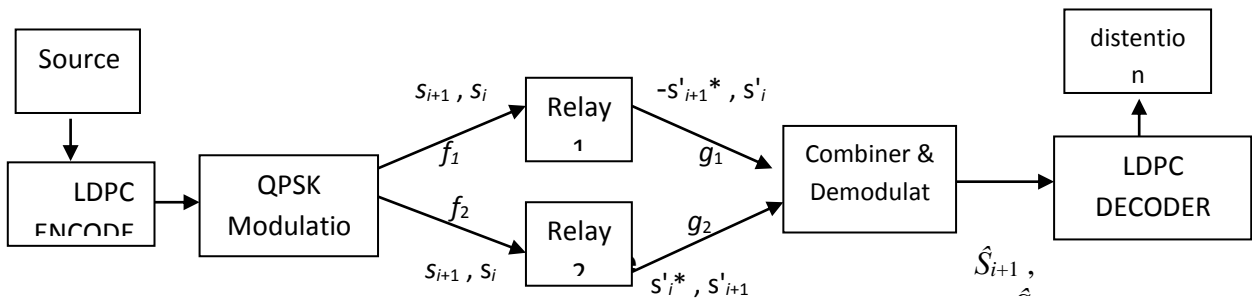 Source
LDPC
ENCODE
QPSK
Modulatio
s_{i+1} , s_i
f_1
f_2
s_{i+1} , s_i
Relay
1
Relay
2
-s'_{i+1}* , s'_i
g_1
g_2
s'_i* , s'_{i+1}
Combiner &
Demodulat
Ŝ_{i+1} ,
LDPC
DECODER
distentio
n